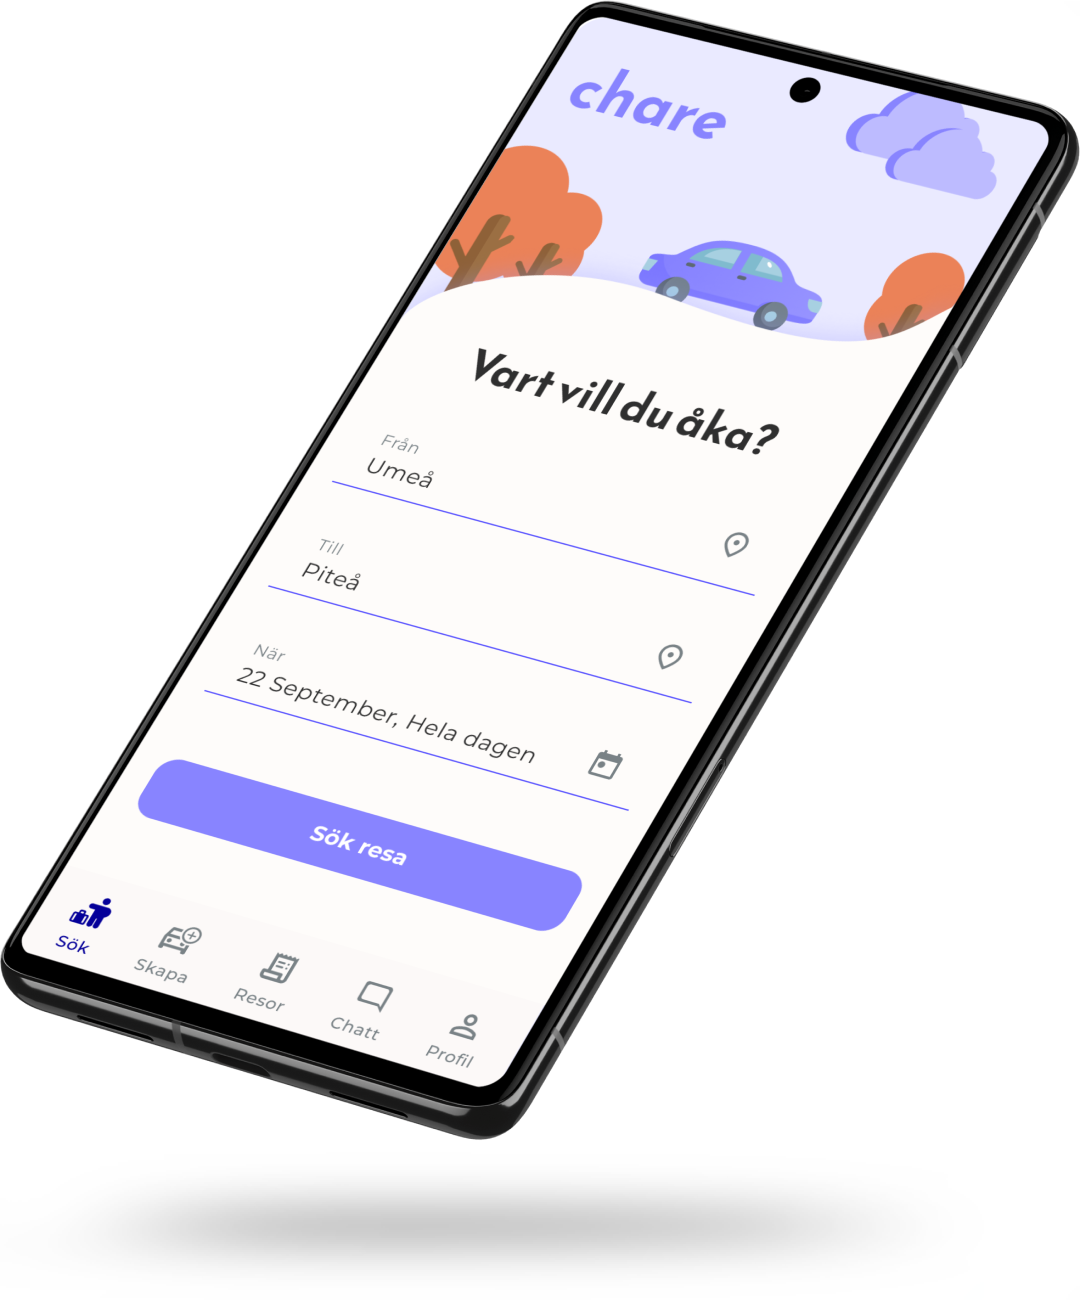 chare
Vart vill du åka?
Från
Umeå
Till
Piteå
När
22 September, Hela dagen
Sök resa
Sök
Skapa
Resor
Chatt
Profil